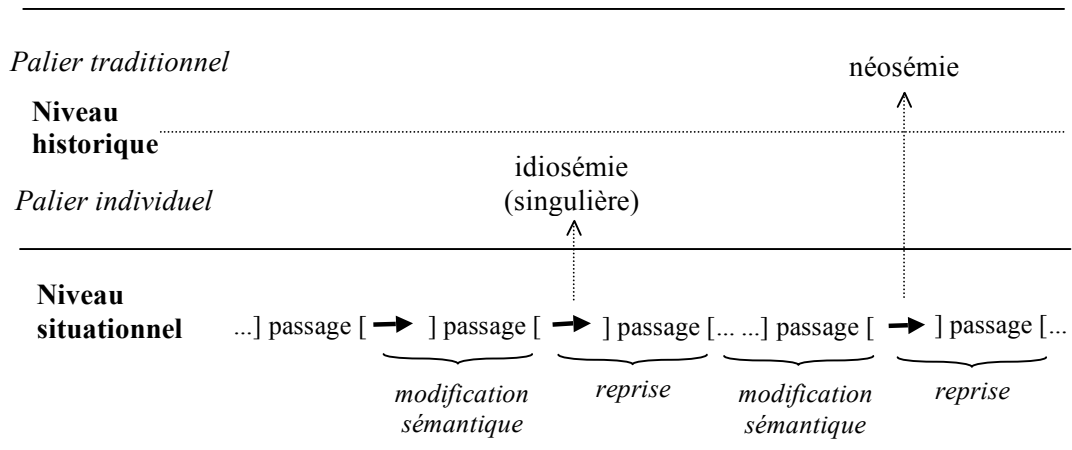 Palier traditionnel
néosémie
Niveau
historique
idiosémie
(singulière)
Palier individuel
Niveau
situationnel
...] passage [ ] passage [ ] passage [... ...] passage [ ] passage [...
modification
sémantique
reprise
modification
sémantique
reprise